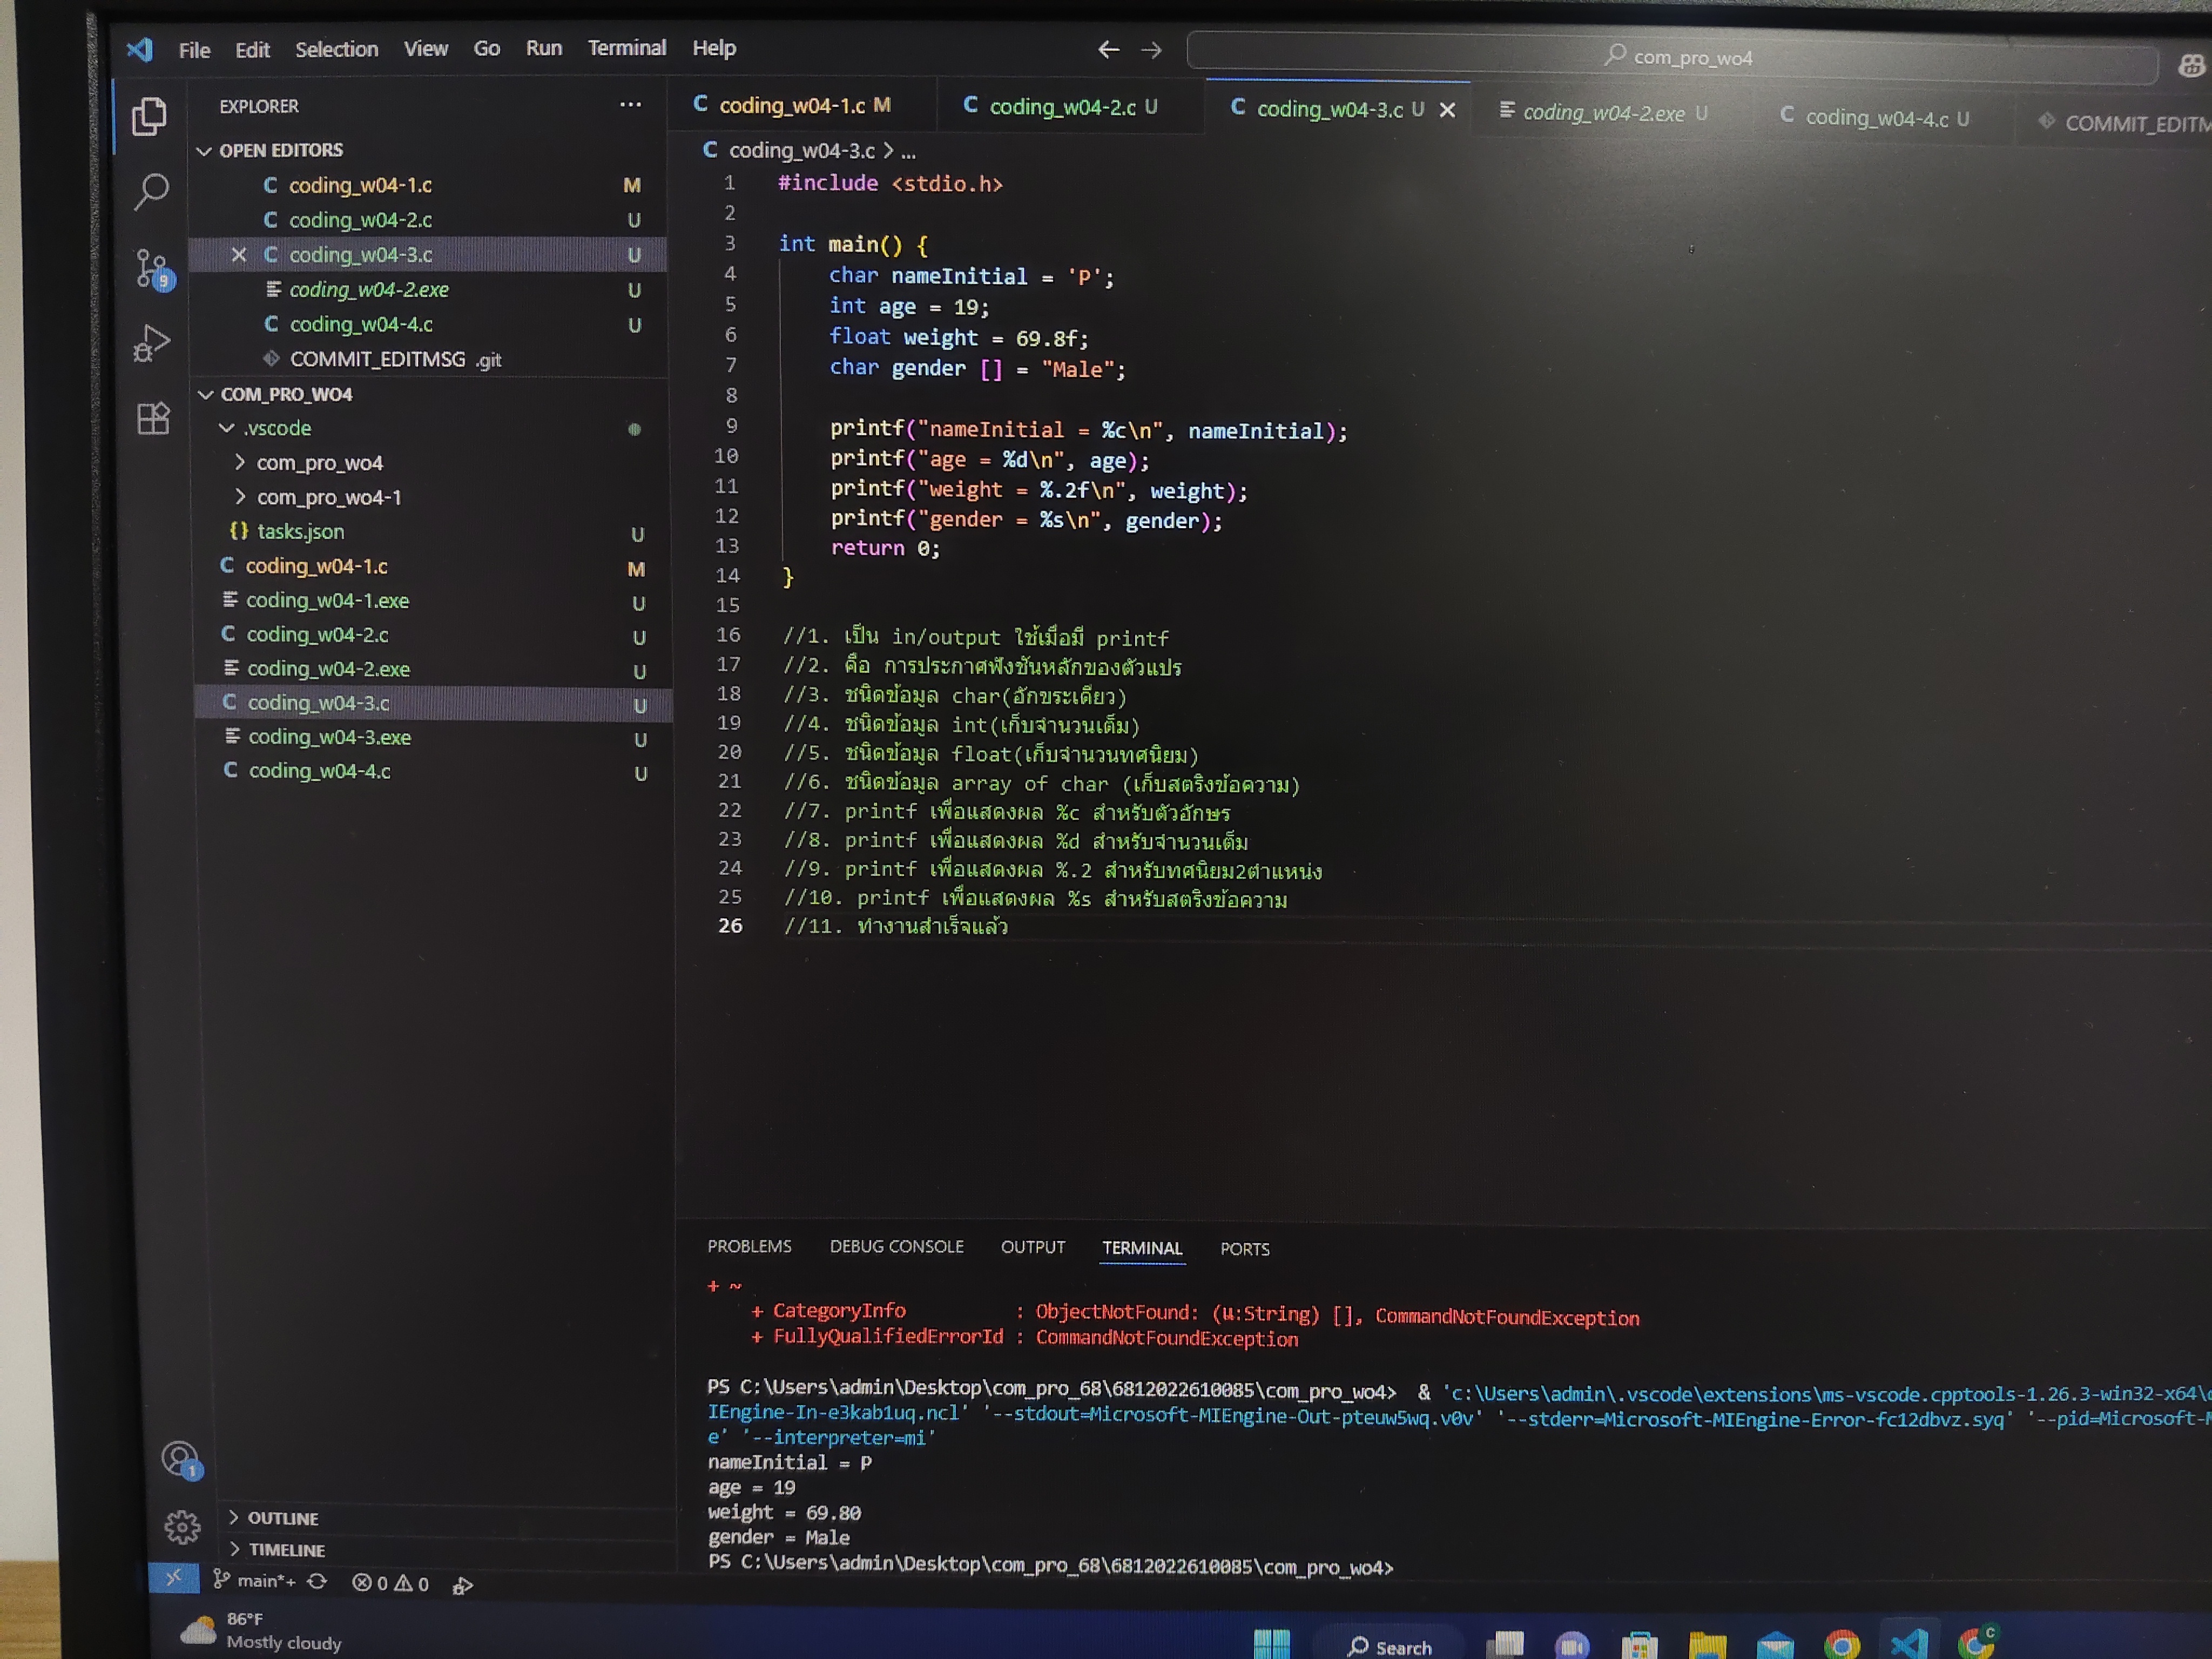 File Edit Selection View Go Run Terminal Help
com_pro_wo4
EXPLORER
OPEN EDITORS
coding_w04-1.c M
coding_w04-2.c U
coding_w04-3.c U
coding_w04-2.exe U
coding_w04-4.c U
COMMIT_EDITMSG .git
COM_PRO_WO4
.vscode
com_pro_wo4
com_pro_wo4-1
{} tasks.json U
coding_w04-1.c M
coding_w04-1.exe U
coding_w04-2.c U
coding_w04-2.exe U
coding_w04-3.c U
coding_w04-3.exe U
coding_w04-4.c U
OUTLINE
TIMELINE
C coding_w04-1.c M C coding_w04-2.c U C coding_w04-3.c U coding_w04-2.exe U C coding_w04-4.c U COMMIT_EDITM
C coding_w04-3.c > ...
1 #include <stdio.h>
2
3 int main() {
4 char nameInitial = 'P';
5 int age = 19;
6 float weight = 69.8f;
7 char gender [] = "Male";
8
9 printf("nameInitial = %c\n", nameInitial);
10 printf("age = %d\n", age);
11 printf("weight = %.2f\n", weight);
12 printf("gender = %s\n", gender);
13 return 0;
14 }
15
16 //1. เป็น in/output ใช้เมื่อมี printf
17 //2. คือ การประกาศฟังชันหลักของตัวแปร
18 //3. ชนิดข้อมูล char(อักขระเดียว)
19 //4. ชนิดข้อมูล int(เก็บจำนวนเต็ม)
20 //5. ชนิดข้อมูล float(เก็บจำนวนทศนิยม)
21 //6. ชนิดข้อมูล array of char (เก็บสตริงข้อความ)
22 //7. printf เพื่อแสดงผล %c สำหรับตัวอักษร
23 //8. printf เพื่อแสดงผล %d สำหรับจำนวนเต็ม
24 //9. printf เพื่อแสดงผล %.2 สำหรับทศนิยม2ตำแหน่ง
25 //10. printf เพื่อแสดงผล %s สำหรับสตริงข้อความ
26 //11. ทำงานสำเร็จแล้ว
PROBLEMS DEBUG CONSOLE OUTPUT TERMINAL PORTS
+ ~
+ CategoryInfo : ObjectNotFound: (น:String) [], CommandNotFoundException
+ FullyQualifiedErrorId : CommandNotFoundException
PS C:\Users\admin\Desktop\com_pro_68\6812022610085\com_pro_wo4> & 'c:\Users\admin\.vscode\extensions\ms-vscode.cpptools-1.26.3-win32-x64\
IEngine-In-e3kab1uq.ncl' '--stdout=Microsoft-MIEngine-Out-pteuw5wq.v0v' '--stderr=Microsoft-MIEngine-Error-fc12dbvz.syq' '--pid=Microsoft-
e' '--interpreter=mi'
nameInitial = P
age = 19
weight = 69.80
gender = Male
PS C:\Users\admin\Desktop\com_pro_68\6812022610085\com_pro_wo4>
main*+ 0 0
86°F
Mostly cloudy
Search
9
1